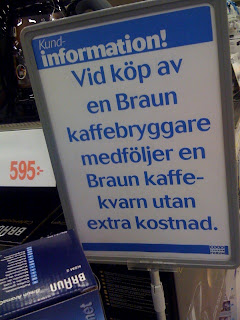 Kund-
information!
Vid köp av
en Braun
kaffebryggare
medföljer en
Braun kaffe-
kvarn utan
extra kostnad.
595:-
BRAUN